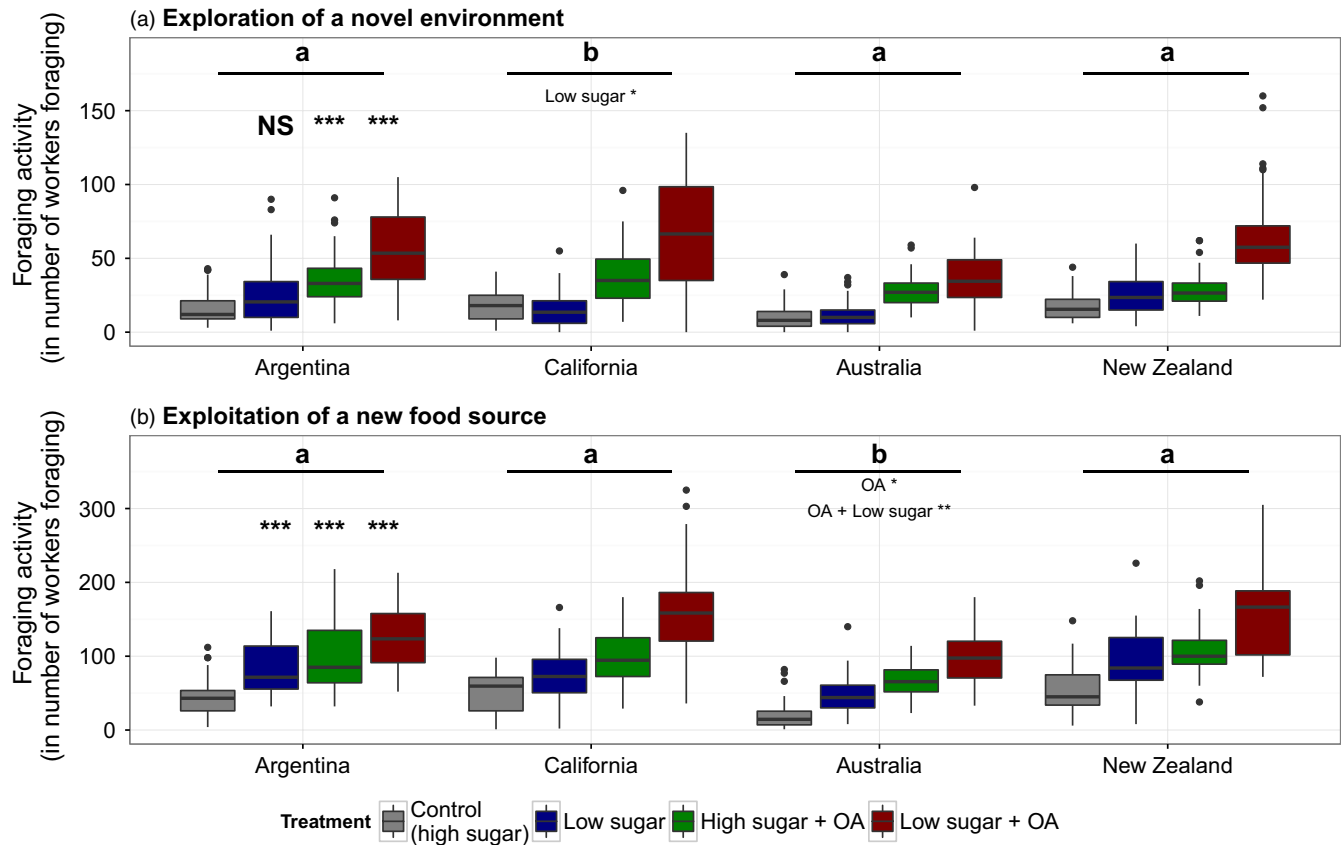 (a) Exploration of a novel environment
Foraging activity
(in number of workers foraging)
a b a a
Low sugar *
NS *** ***
150
100
50
0
Argentina California Australia New Zealand
(b) Exploitation of a new food source
Foraging activity
(in number of workers foraging)
a a b a
OA *
OA + Low sugar **
*** *** ***
300
200
100
0
Argentina California Australia New Zealand
Treatment Control
(high sugar) Low sugar High sugar + OA Low sugar + OA